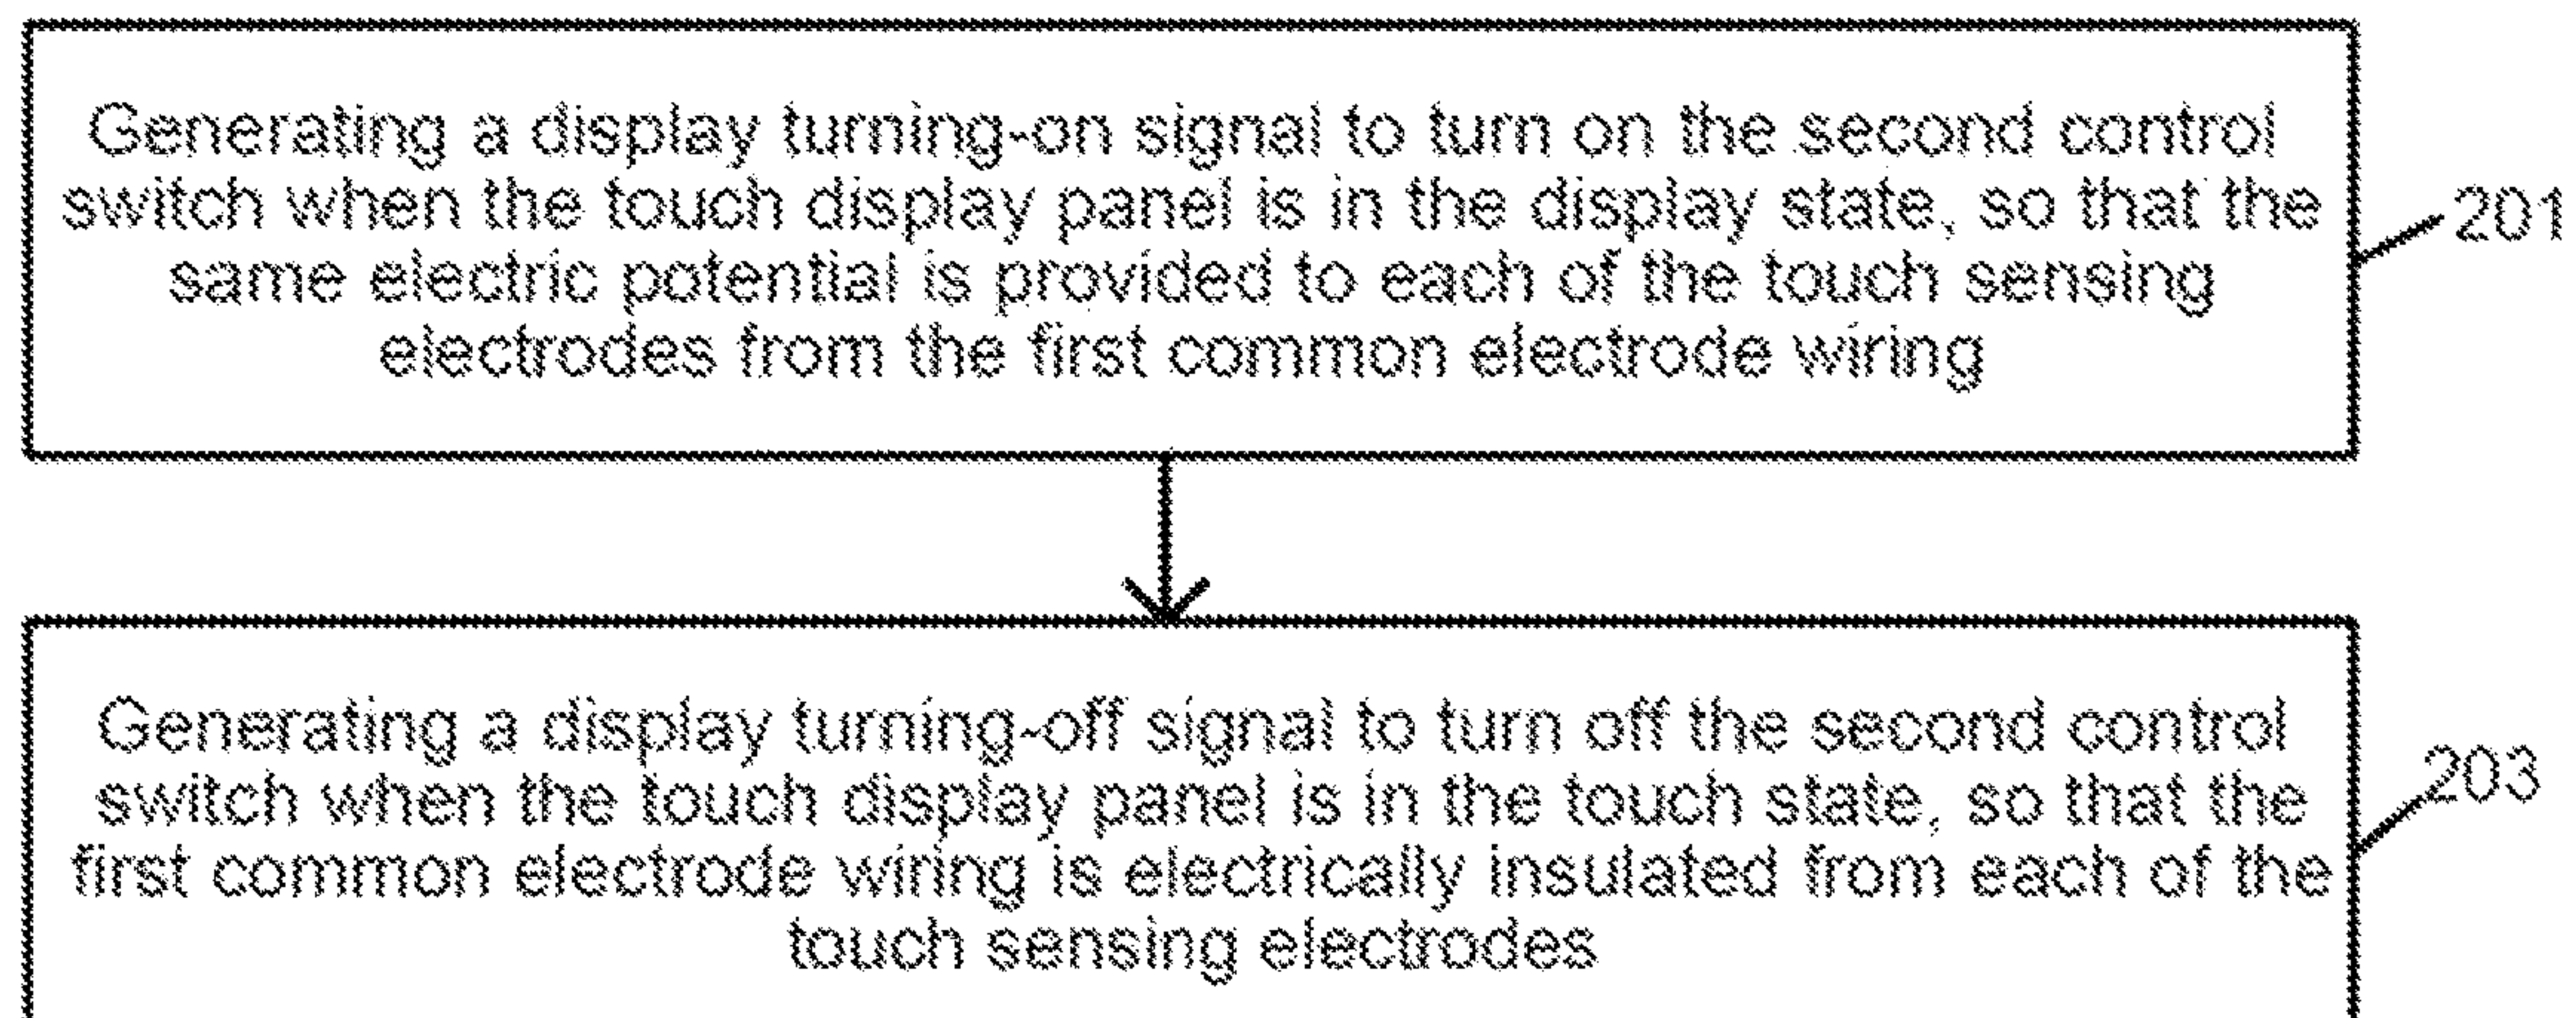 Generating a display turning-on signal to turn on the second control
switch when the touch display panel is in the display state, so that the
same electric potential is provided to each of the touch sensing
electrodes from the first common electrode wiring
201
Generating a display turning-off signal to turn off the second control
switch when the touch display panel is in the touch state, so that the
first common electrode wiring is electrically insulated from each of the
touch sensing electrodes
203